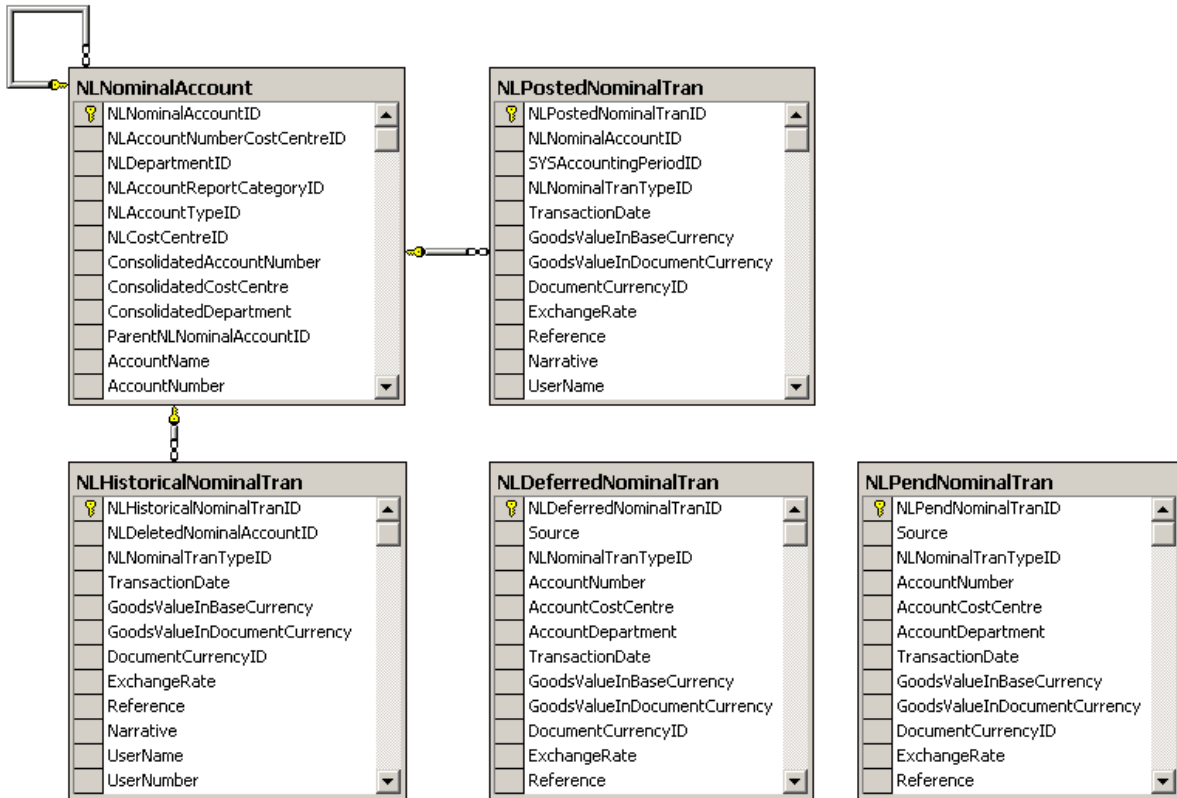 NLNominalAccount
NLNominalAccountID
NLAccountNumberCostCentreID
NLDepartmentID
NLAccountReportCategoryID
NLAccountTypeID
NLCostCentreID
ConsolidatedAccountNumber
ConsolidatedCostCentre
ConsolidatedDepartment
ParentNLNominalAccountID
AccountName
AccountNumber
NLPostedNominalTran
NLPostedNominalTranID
NLNominalAccountID
SYSAccountingPeriodID
NLNominalTranTypeID
TransactionDate
GoodsValueInBaseCurrency
GoodsValueInDocumentCurrency
DocumentCurrencyID
ExchangeRate
Reference
Narrative
UserName
NLHistoricalNominalTran
NLHistoricalNominalTranID
NLDeletedNominalAccountID
NLNominalTranTypeID
TransactionDate
GoodsValueInBaseCurrency
GoodsValueInDocumentCurrency
DocumentCurrencyID
ExchangeRate
Reference
Narrative
UserName
UserNumber
NLDeferredNominalTran
NLDeferredNominalTranID
Source
NLNominalTranTypeID
AccountNumber
AccountCostCentre
AccountDepartment
TransactionDate
GoodsValueInBaseCurrency
GoodsValueInDocumentCurrency
DocumentCurrencyID
ExchangeRate
Reference
NLPendNominalTran
NLPendNominalTranID
Source
NLNominalTranTypeID
AccountNumber
AccountCostCentre
AccountDepartment
TransactionDate
GoodsValueInBaseCurrency
GoodsValueInDocumentCurrency
DocumentCurrencyID
ExchangeRate
Reference